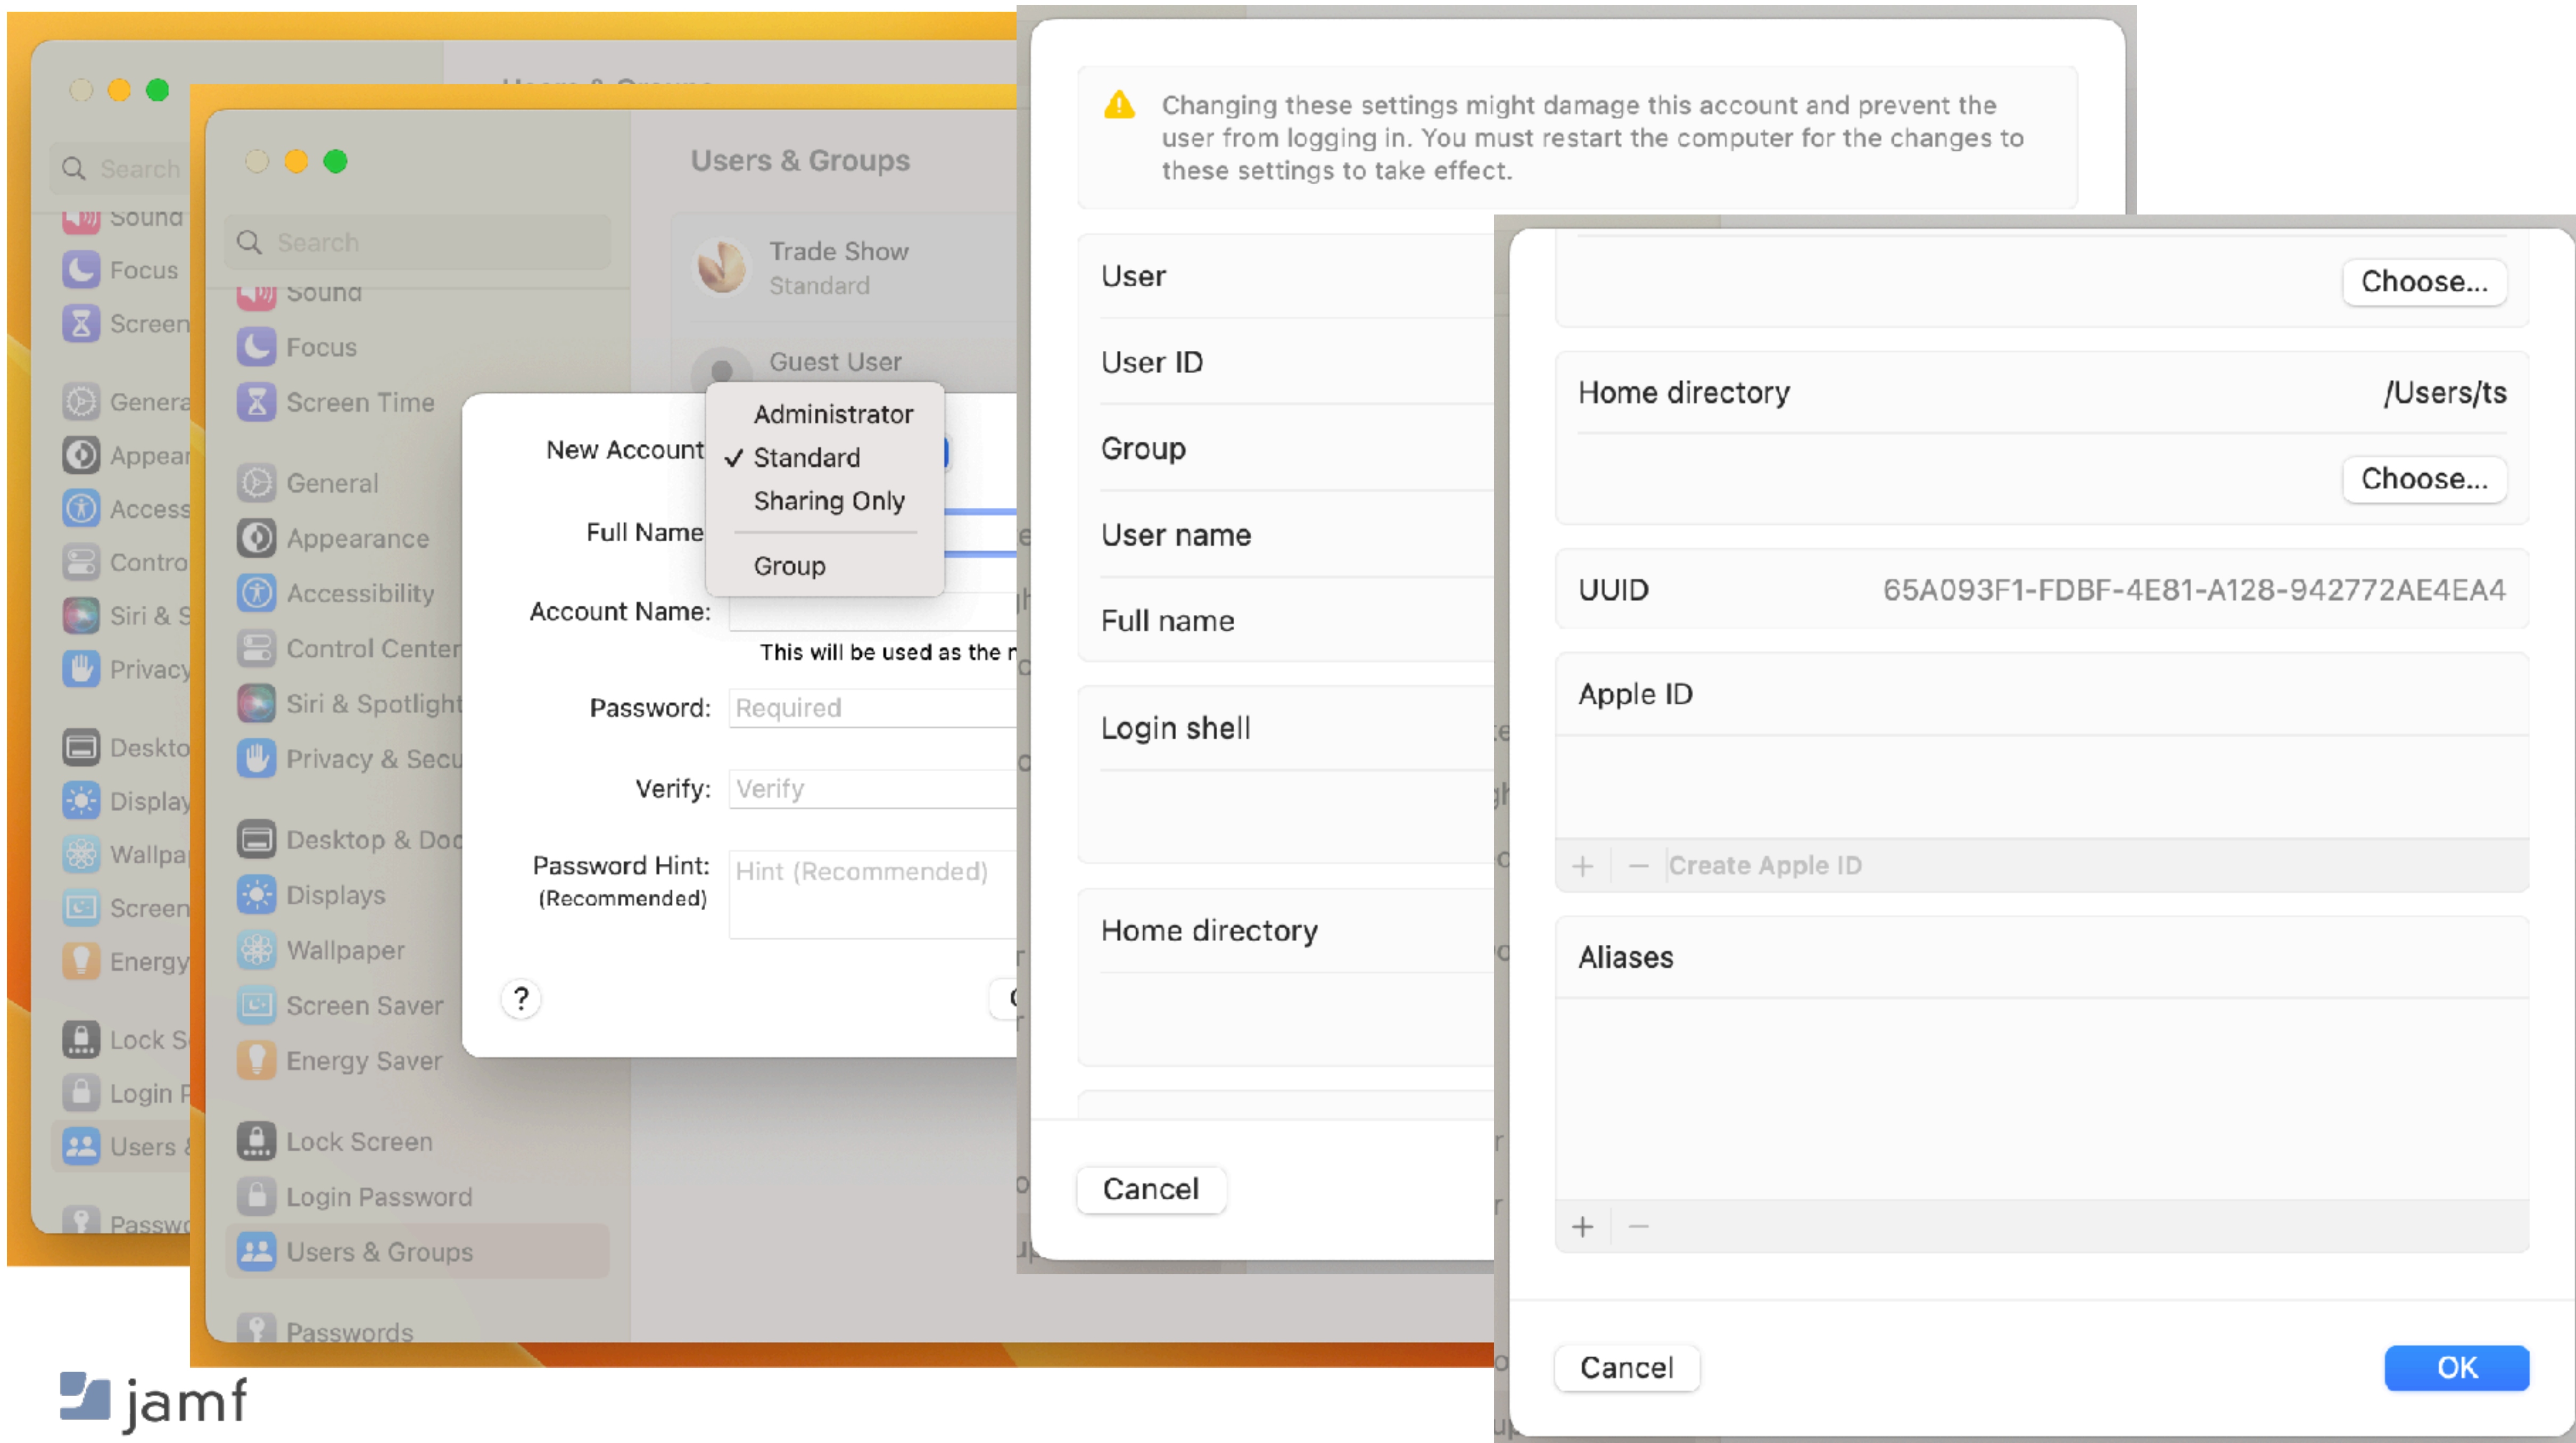 Search
Sound
Focus
Screen
Genera
Appear
Access
Contro
Siri & S
Privacy
Deskto
Display
Wallpa
Screen
Energy
Lock S
Login P
Users &
Passwo
Users & Groups
Search
Sound
Focus
Screen Time
General
Appearance
Accessibility
Control Center
Siri & Spotlight
Privacy & Secu
Desktop & Doc
Displays
Wallpaper
Screen Saver
Energy Saver
Lock Screen
Login Password
Users & Groups
Passwords
Users & Groups
Trade Show
Standard
Guest User
New Account
Administrator
✓ Standard
Sharing Only
Group
Full Name
Account Name:
This will be used as the n
Password: Required
Verify: Verify
Password Hint: Hint (Recommended)
(Recommended)
?
Changing these settings might damage this account and prevent the
user from logging in. You must restart the computer for the changes to
these settings to take effect.
User
User ID
Group
User name
Full name
Login shell
Home directory
Cancel
Choose...
Home directory /Users/ts
Choose...
UUID 65A093F1-FDBF-4E81-A128-942772AE4EA4
Apple ID
+ − Create Apple ID
Aliases
+ −
Cancel OK
jamf